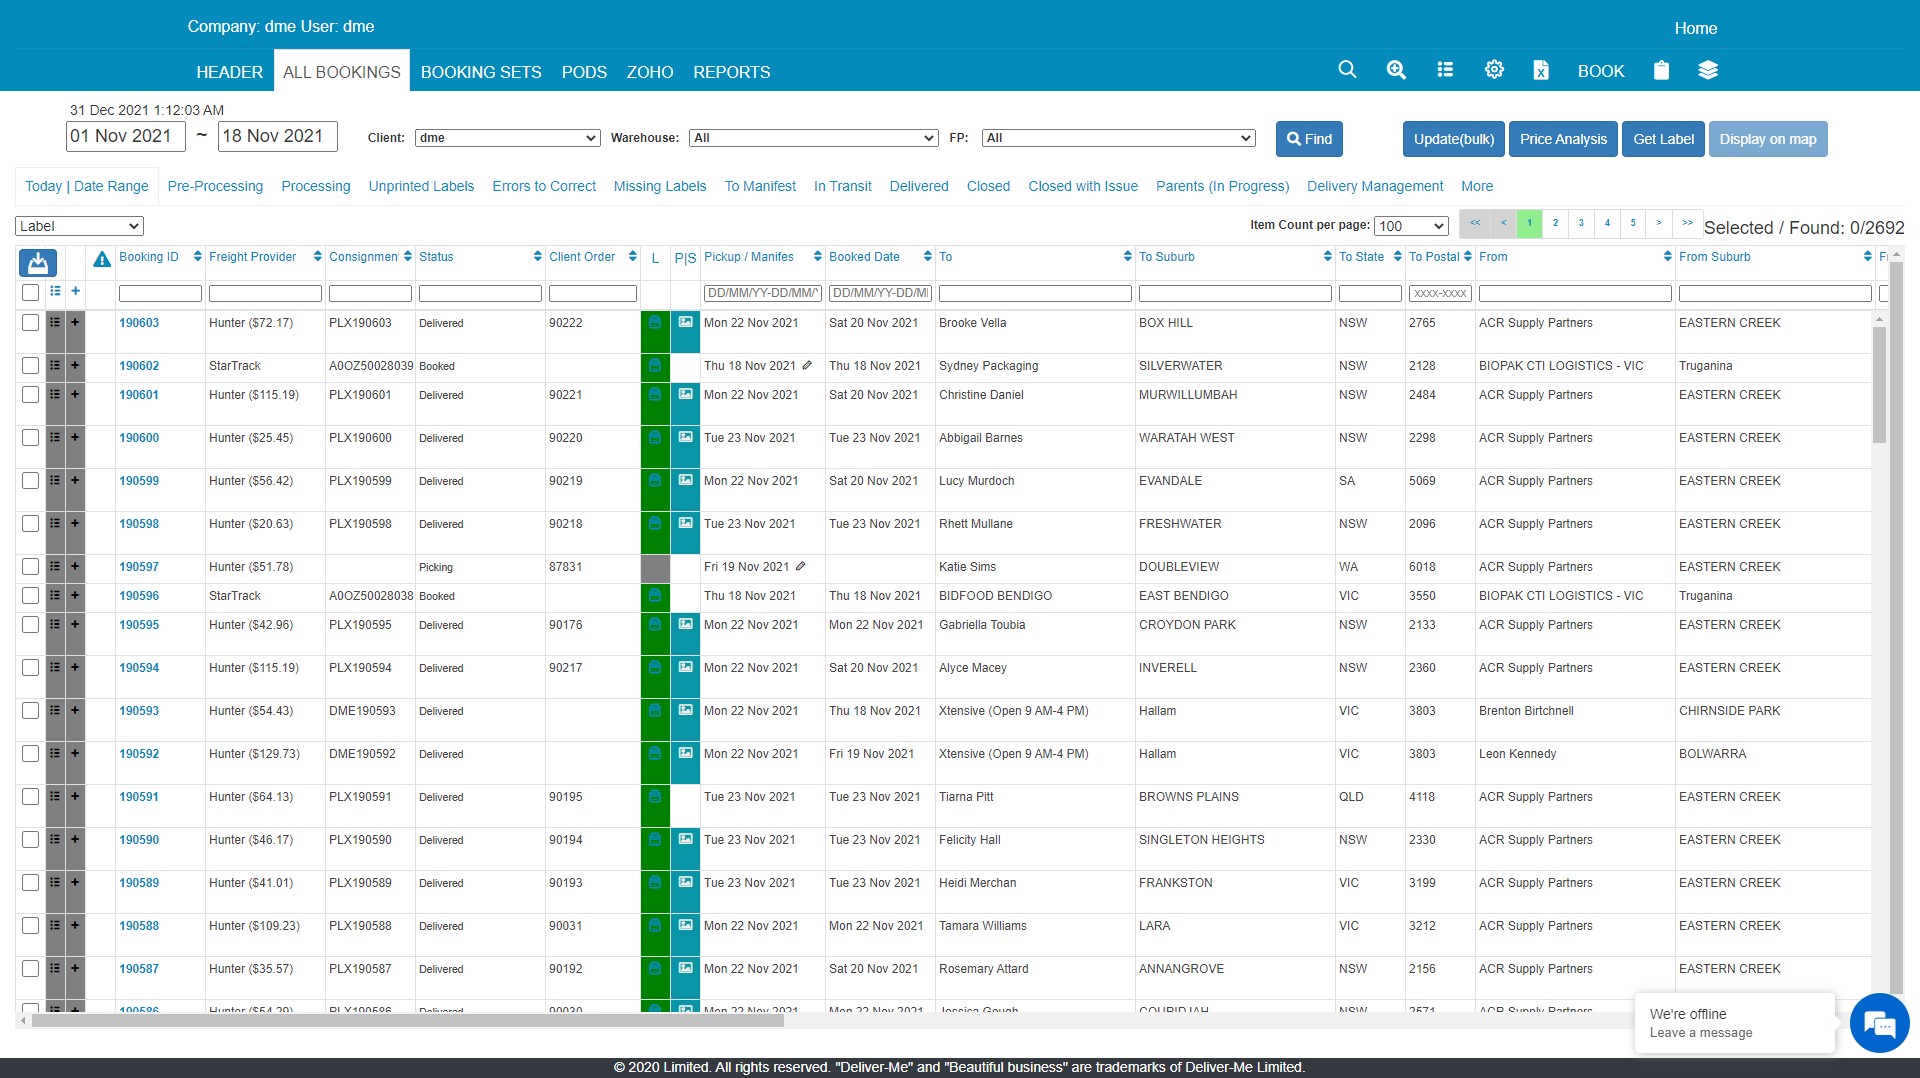 Company: dme User: dme
Home
HEADER ALL BOOKINGS BOOKING SETS PODS ZOHO REPORTS BOOK
31 Dec 2021 1:12:03 AM
01 Nov 2021 ~ 18 Nov 2021 Client: dme Warehouse: All FP: All Find Update(bulk) Price Analysis Get Label Display on map
Today | Date Range Pre-Processing Processing Unprinted Labels Errors to Correct Missing Labels To Manifest In Transit Delivered Closed Closed with Issue Parents (In Progress) Delivery Management More
Label Item Count per page: 100 << < 1 2 3 4 5 > >> Selected / Found: 0/2692
Booking ID Freight Provider Consignmen Status Client Order L P|S Pickup / Manifes Booked Date To To Suburb To State To Postal From From Suburb
DD/MM/YY-DD/MM/ DD/MM/YY-DD/M xxxx-xxxx
190603 Hunter ($72.17) PLX190603 Delivered 90222 Mon 22 Nov 2021 Sat 20 Nov 2021 Brooke Vella BOX HILL NSW 2765 ACR Supply Partners EASTERN CREEK
190602 StarTrack A0OZ50028039 Booked Thu 18 Nov 2021 Thu 18 Nov 2021 Sydney Packaging SILVERWATER NSW 2128 BIOPAK CTI LOGISTICS - VIC Truganina
190601 Hunter ($115.19) PLX190601 Delivered 90221 Mon 22 Nov 2021 Sat 20 Nov 2021 Christine Daniel MURWILLUMBAH NSW 2484 ACR Supply Partners EASTERN CREEK
190600 Hunter ($25.45) PLX190600 Delivered 90220 Tue 23 Nov 2021 Tue 23 Nov 2021 Abbigail Barnes WARATAH WEST NSW 2298 ACR Supply Partners EASTERN CREEK
190599 Hunter ($56.42) PLX190599 Delivered 90219 Mon 22 Nov 2021 Sat 20 Nov 2021 Lucy Murdoch EVANDALE SA 5069 ACR Supply Partners EASTERN CREEK
190598 Hunter ($20.63) PLX190598 Delivered 90218 Tue 23 Nov 2021 Tue 23 Nov 2021 Rhett Mullane FRESHWATER NSW 2096 ACR Supply Partners EASTERN CREEK
190597 Hunter ($51.78) Picking 87831 Fri 19 Nov 2021 Katie Sims DOUBLEVIEW WA 6018 ACR Supply Partners EASTERN CREEK
190596 StarTrack A0OZ50028038 Booked Thu 18 Nov 2021 Thu 18 Nov 2021 BIDFOOD BENDIGO EAST BENDIGO VIC 3550 BIOPAK CTI LOGISTICS - VIC Truganina
190595 Hunter ($42.96) PLX190595 Delivered 90176 Mon 22 Nov 2021 Mon 22 Nov 2021 Gabriella Toubia CROYDON PARK NSW 2133 ACR Supply Partners EASTERN CREEK
190594 Hunter ($115.19) PLX190594 Delivered 90217 Mon 22 Nov 2021 Sat 20 Nov 2021 Alyce Macey INVERELL NSW 2360 ACR Supply Partners EASTERN CREEK
190593 Hunter ($54.43) DME190593 Delivered Mon 22 Nov 2021 Thu 18 Nov 2021 Xtensive (Open 9 AM-4 PM) Hallam VIC 3803 Brenton Birtchnell CHIRNSIDE PARK
190592 Hunter ($129.73) DME190592 Delivered Mon 22 Nov 2021 Fri 19 Nov 2021 Xtensive (Open 9 AM-4 PM) Hallam VIC 3803 Leon Kennedy BOLWARRA
190591 Hunter ($64.13) PLX190591 Delivered 90195 Tue 23 Nov 2021 Tue 23 Nov 2021 Tiarna Pitt BROWNS PLAINS QLD 4118 ACR Supply Partners EASTERN CREEK
190590 Hunter ($46.17) PLX190590 Delivered 90194 Tue 23 Nov 2021 Tue 23 Nov 2021 Felicity Hall SINGLETON HEIGHTS NSW 2330 ACR Supply Partners EASTERN CREEK
190589 Hunter ($41.01) PLX190589 Delivered 90193 Tue 23 Nov 2021 Tue 23 Nov 2021 Heidi Merchan FRANKSTON VIC 3199 ACR Supply Partners EASTERN CREEK
190588 Hunter ($109.23) PLX190588 Delivered 90031 Mon 22 Nov 2021 Mon 22 Nov 2021 Tamara Williams LARA VIC 3212 ACR Supply Partners EASTERN CREEK
190587 Hunter ($35.57) PLX190587 Delivered 90192 Mon 22 Nov 2021 Sat 20 Nov 2021 Rosemary Attard ANNANGROVE NSW 2156 ACR Supply Partners EASTERN CREEK
190586 Hunter ($54.29) PLX190586 Delivered 90030 Mon 22 Nov 2021 Mon 22 Nov 2021 Jessica Gough COURIDJAH NSW 2571 ACR Supply Partners EASTERN CREEK
We're offline
Leave a message
© 2020 Limited. All rights reserved. "Deliver-Me" and "Beautiful business" are trademarks of Deliver-Me Limited.